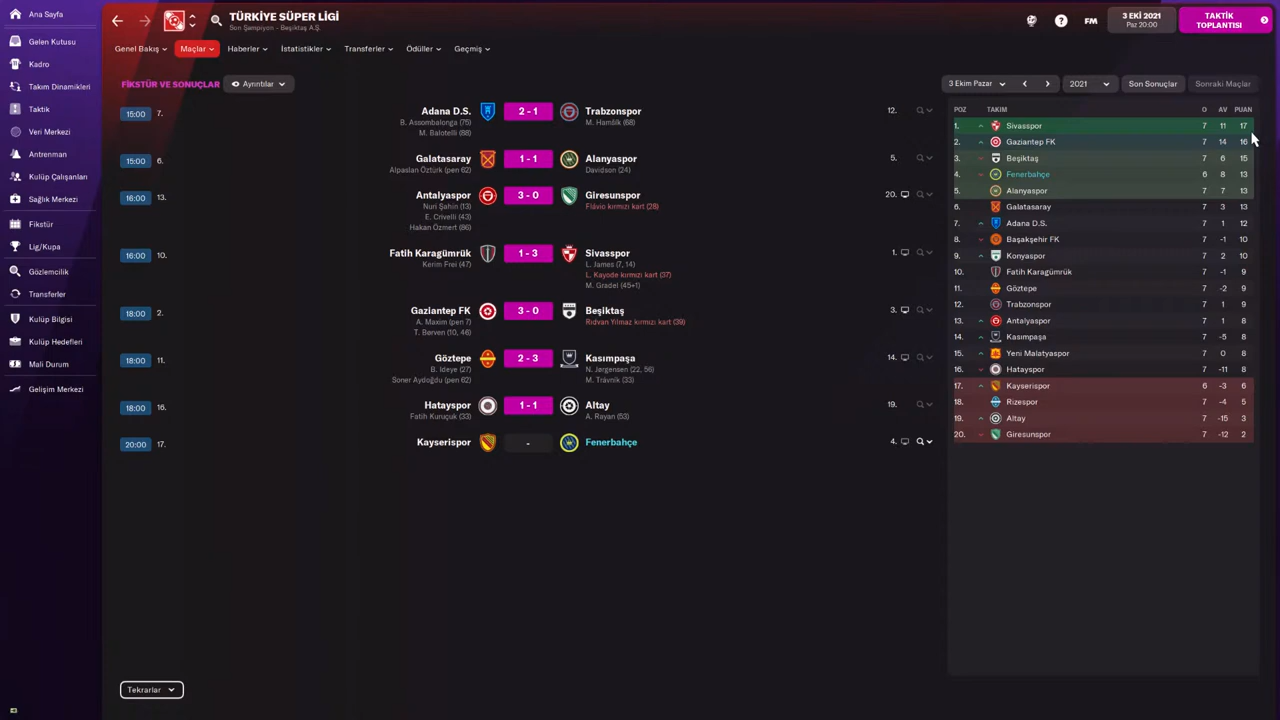 Ana Sayfa
Gelen Kutusu
Kadro
Takım Dinamikleri
Taktik
Veri Merkezi
Antrenman
Kulüp Çalışanları
Sağlık Merkezi
Fikstür
Lig/Kupa
Gözlemcilik
Transferler
Kulüp Bilgisi
Kulüp Hedefleri
Mali Durum
Gelişim Merkezi
TÜRKİYE SÜPER LİGİ
Son Şampiyon - Beşiktaş A.Ş.
FM
3 EKİ 2021
Paz 20:00
TAKTİK
TOPLANTISI
Genel Bakış Maçlar Haberler İstatistikler Transferler Ödüller Geçmiş
FİKSTÜR VE SONUÇLAR Ayrıntılar
3 Ekim Pazar 2021 Son Sonuçlar Sonraki Maçlar
15:00 7. Adana D.S. 2 - 1 Trabzonspor 12.
B. Assombalonga (75) M. Hamšík (68)
M. Balotelli (88)
15:00 6. Galatasaray 1 - 1 Alanyaspor 5.
Alpaslan Öztürk (pen 62) Davidson (24)
16:00 13. Antalyaspor 3 - 0 Giresunspor 20.
Nuri Şahin (13) Flávio kırmızı kart (28)
E. Crivelli (43)
Hakan Özmert (86)
16:00 10. Fatih Karagümrük 1 - 3 Sivasspor 1.
Kerim Frei (47) L. James (7, 14)
L. Kayode kırmızı kart (37)
M. Gradel (45+1)
18:00 2. Gaziantep FK 3 - 0 Beşiktaş 3.
A. Maxim (pen 7) Rıdvan Yılmaz kırmızı kart (39)
T. Børven (10, 46)
18:00 11. Göztepe 2 - 3 Kasımpaşa 14.
B. Ideye (27) N. Jørgensen (22, 56)
Soner Aydoğdu (pen 62) M. Trávnik (33)
18:00 16. Hatayspor 1 - 1 Altay 19.
Fatih Kuruçuk (33) A. Rayan (53)
20:00 17. Kayserispor - Fenerbahçe 4.
POZ TAKIM O AV PUAN
1. Sivasspor 7 11 17
2. Gaziantep FK 7 14 16
3. Beşiktaş 7 6 15
4. Fenerbahçe 6 8 13
5. Alanyaspor 7 7 13
6. Galatasaray 7 3 13
7. Adana D.S. 7 1 12
8. Başakşehir FK 7 -1 10
9. Konyaspor 7 2 10
10. Fatih Karagümrük 7 -1 9
11. Göztepe 7 -2 9
12. Trabzonspor 7 1 9
13. Antalyaspor 7 1 8
14. Kasımpaşa 7 -5 8
15. Yeni Malatyaspor 7 0 8
16. Hatayspor 7 -11 8
17. Kayserispor 6 -3 6
18. Rizespor 7 -4 5
19. Altay 7 -15 3
20. Giresunspor 7 -12 2
Tekrarlar